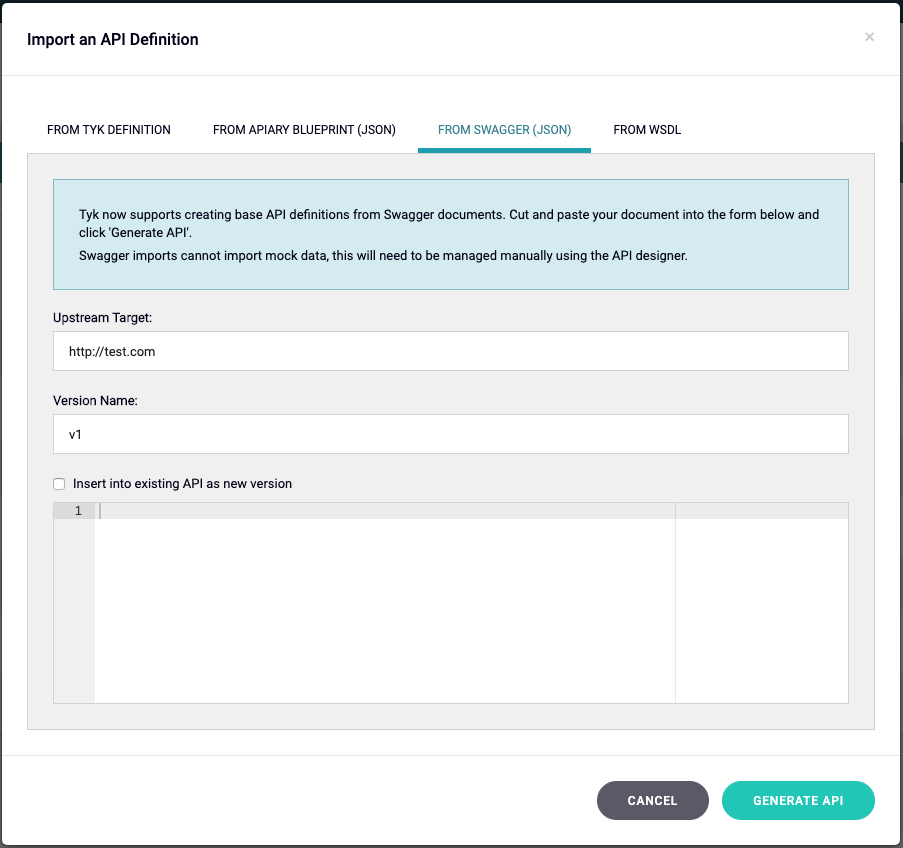 Import an API Definition
×
FROM TYK DEFINITION
FROM APIARY BLUEPRINT (JSON)
FROM SWAGGER (JSON)
FROM WSDL
Tyk now supports creating base API definitions from Swagger documents. Cut and paste your document into the form below and
click 'Generate API'.
Swagger imports cannot import mock data, this will need to be managed manually using the API designer.
Upstream Target:
http://test.com
Version Name:
v1
Insert into existing API as new version
1
CANCEL
GENERATE API